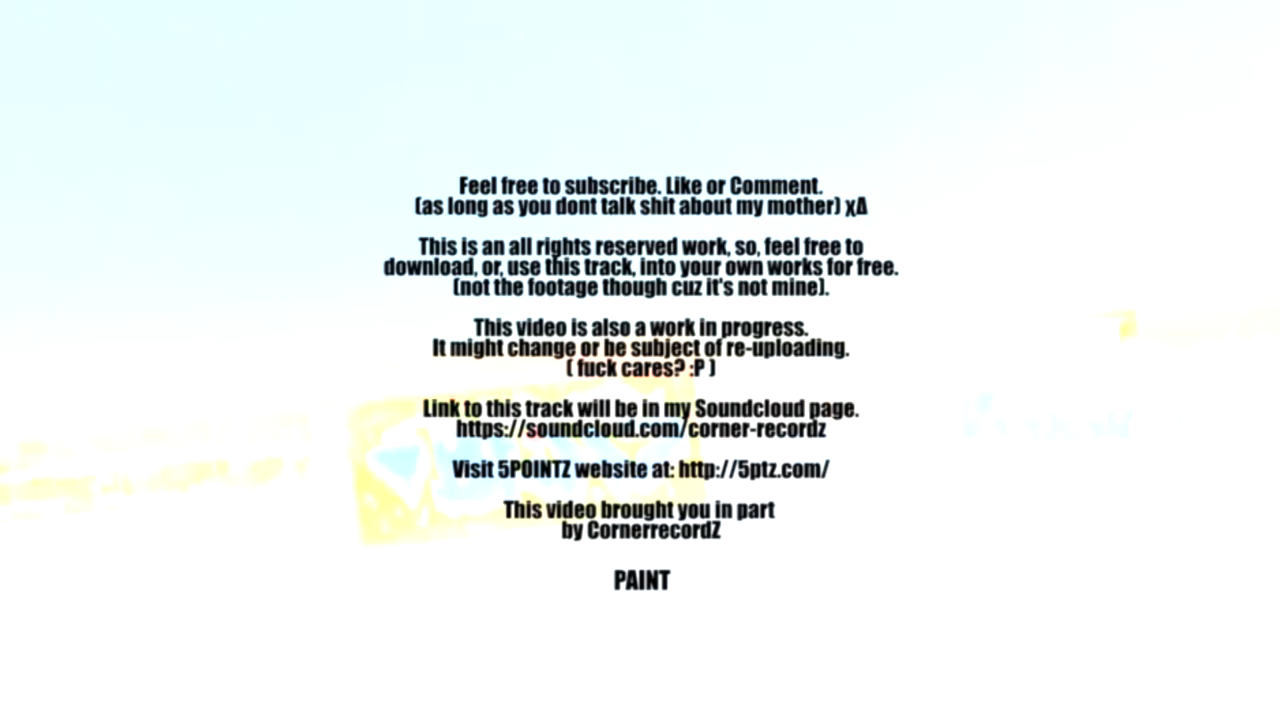 Feel free to subscribe. Like or Comment.
(as long as you dont talk shit about my mother) χΔ
This is an all rights reserved work, so, feel free to
download, or, use this track, into your own works for free.
(not the footage though cuz it's not mine).
This video is also a work in progress.
It might change or be subject of re-uploading.
( fuck cares? :P )
Link to this track will be in my Soundcloud page.
https://soundcloud.com/corner-recordz
Visit 5POINTZ website at: http://5ptz.com/
This video brought you in part
by CornerrecordZ
PAINT